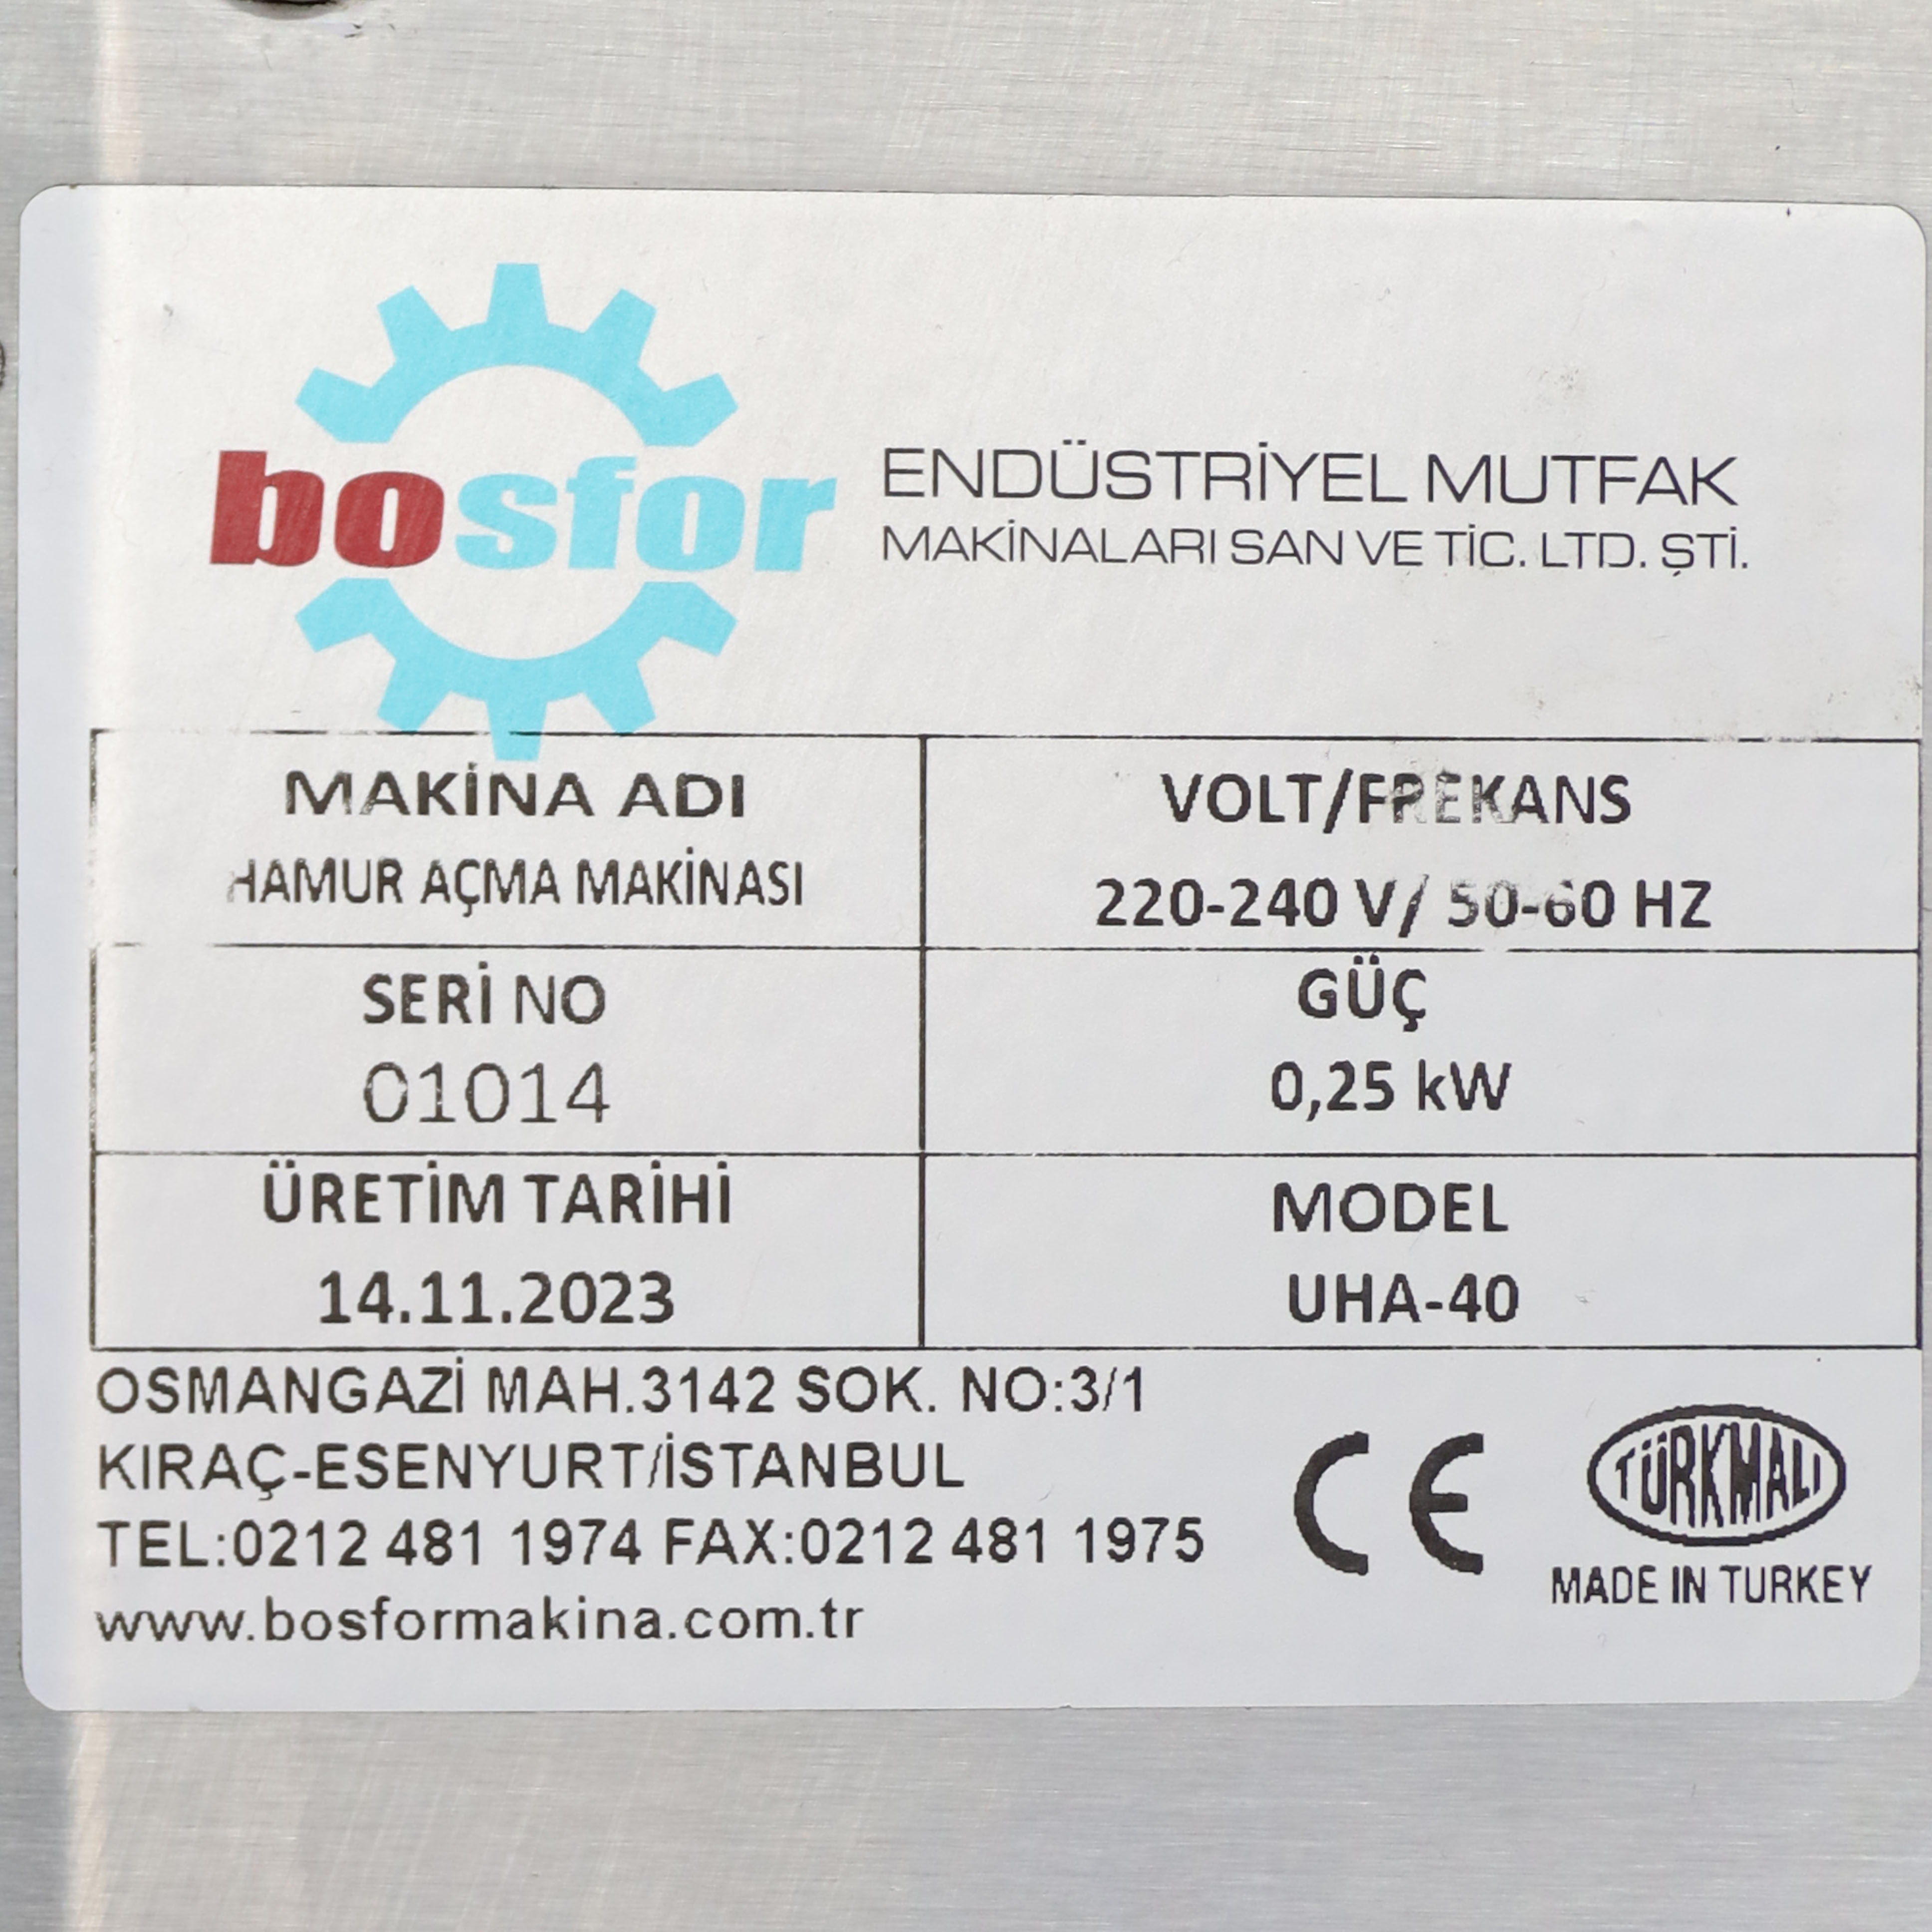 bosfor
ENDÜSTRİYEL MUTFAK
MAKİNALARI SAN VE TİC. LTD. ŞTİ.
MAKİNA ADI
HAMUR AÇMA MAKİNASI
VOLT/FREKANS
220-240 V/ 50-60 HZ
SERİ NO
01014
GÜÇ
0,25 kW
ÜRETİM TARİHİ
14.11.2023
MODEL
UHA-40
OSMANGAZİ MAH.3142 SOK. NO:3/1
KIRAÇ-ESENYURT/İSTANBUL
TEL:0212 481 1974 FAX:0212 481 1975
www.bosformakina.com.tr
CE
TÜRKMALI
MADE IN TURKEY